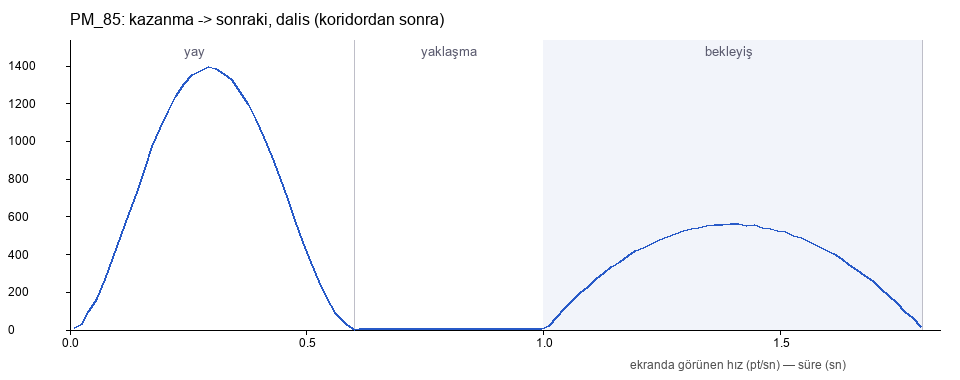 PM_85: kazanma -> sonraki, dalis (koridordan sonra)
yay yaklaşma bekleyiş
1400
1200
1000
800
600
400
200
0
0.0 0.5 1.0 1.5
ekranda görünen hız (pt/sn) — süre (sn)